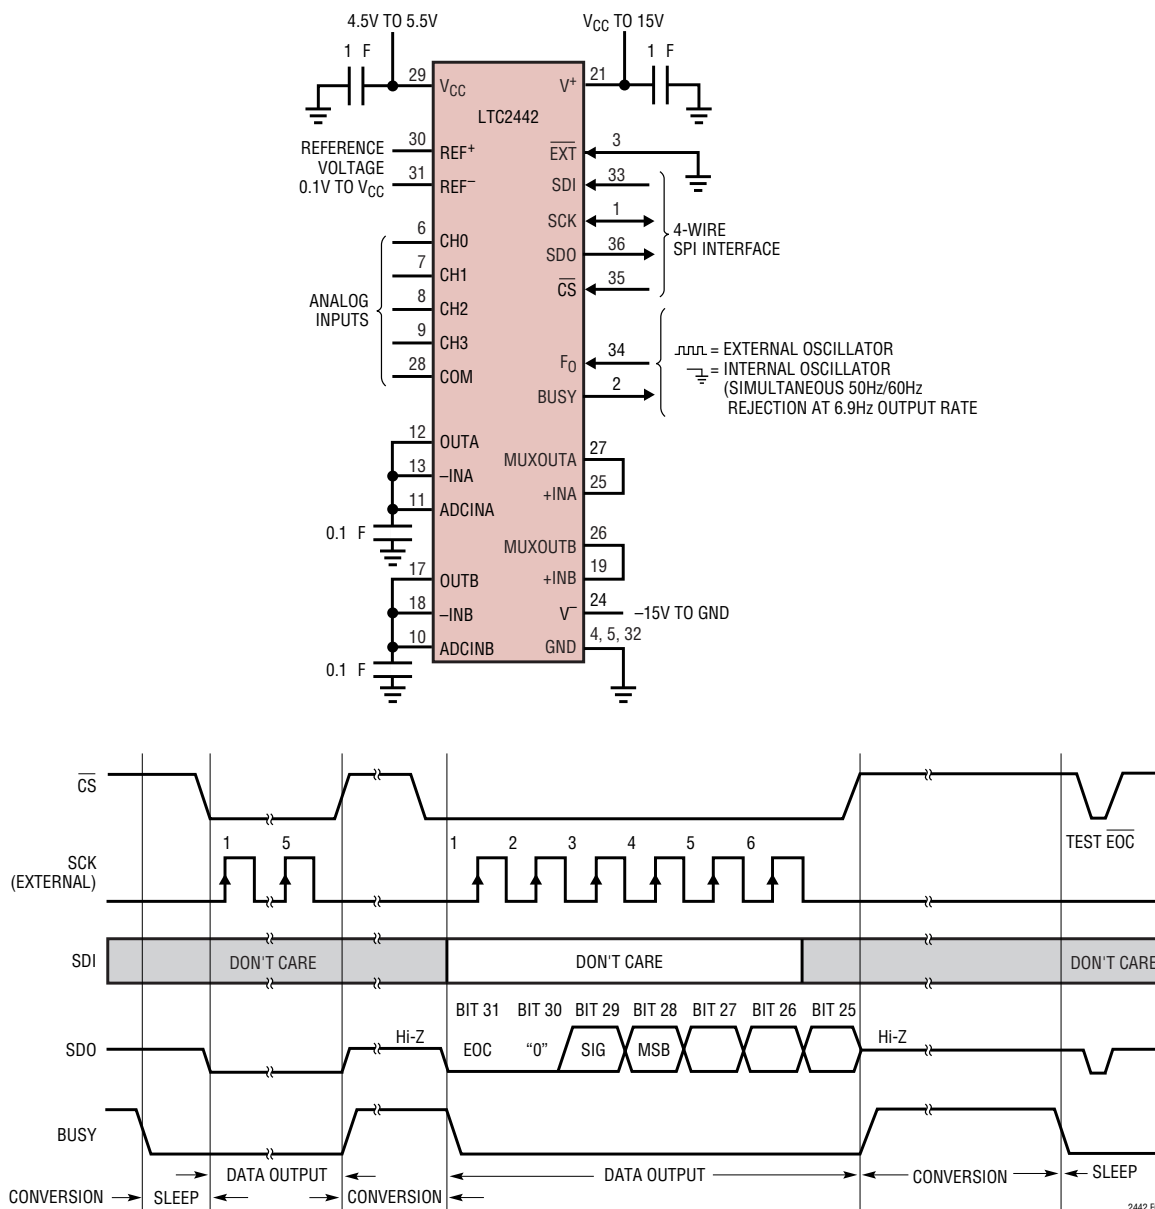 4.5V TO 5.5V
VCC TO 15V
1 F
1 F
29
VCC
V+
21
LTC2442
REFERENCE
VOLTAGE
0.1V TO VCC
30
REF+
31
REF–
EXT
3
SDI
33
SCK
1
SDO
36
CS
35
4-WIRE
SPI INTERFACE
ANALOG
INPUTS
6
CH0
7
CH1
8
CH2
9
CH3
28
COM
FO
34
BUSY
2
= EXTERNAL OSCILLATOR
= INTERNAL OSCILLATOR
(SIMULTANEOUS 50Hz/60Hz
REJECTION AT 6.9Hz OUTPUT RATE
12
OUTA
13
–INA
11
ADCINA
0.1 F
MUXOUTA
27
+INA
25
MUXOUTB
26
+INB
19
17
OUTB
18
–INB
10
ADCINB
0.1 F
V–
24
–15V TO GND
GND
4, 5, 32
CS
TEST EOC
SCK
(EXTERNAL)
1 5 1 2 3 4 5 6
SDI
DON'T CARE DON'T CARE DON'T CARE
BIT 31 BIT 30 BIT 29 BIT 28 BIT 27 BIT 26 BIT 25
SDO
Hi-Z EOC “0” SIG MSB Hi-Z
BUSY
DATA OUTPUT DATA OUTPUT CONVERSION SLEEP
CONVERSION SLEEP CONVERSION